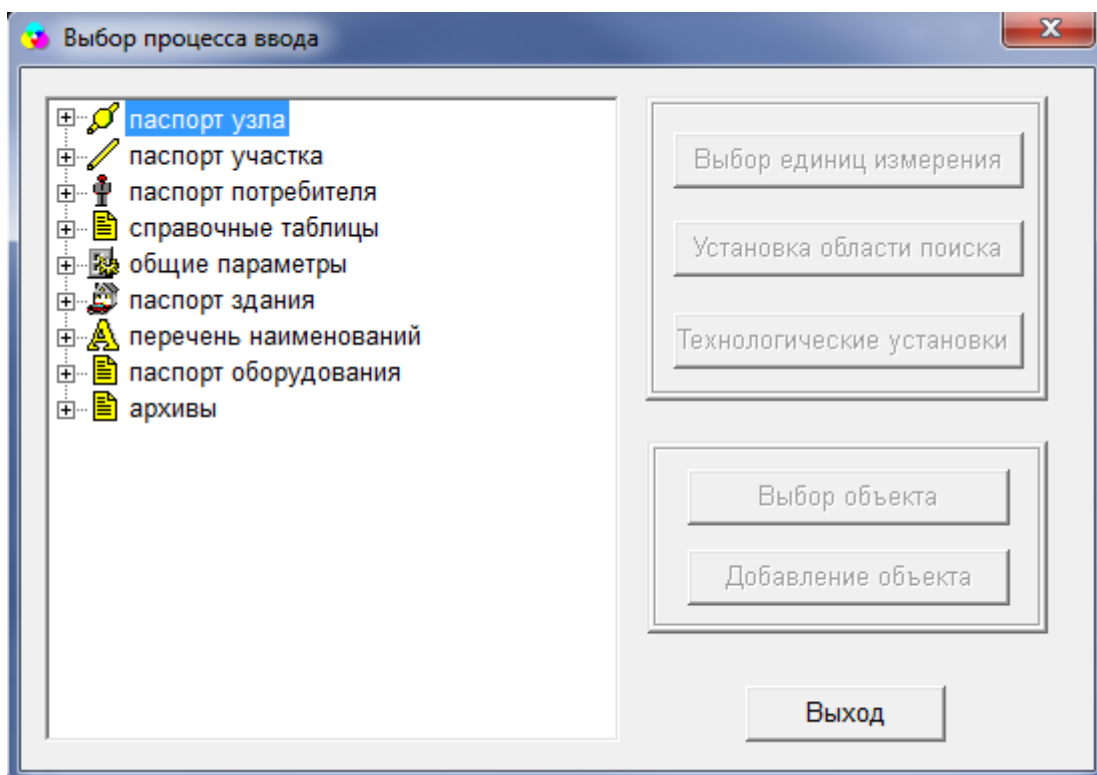 Выбор процесса ввода
паспорт узла
паспорт участка
паспорт потребителя
справочные таблицы
общие параметры
паспорт здания
перечень наименований
паспорт оборудования
архивы
Выбор единиц измерения
Установка области поиска
Технологические установки
Выбор объекта
Добавление объекта
Выход